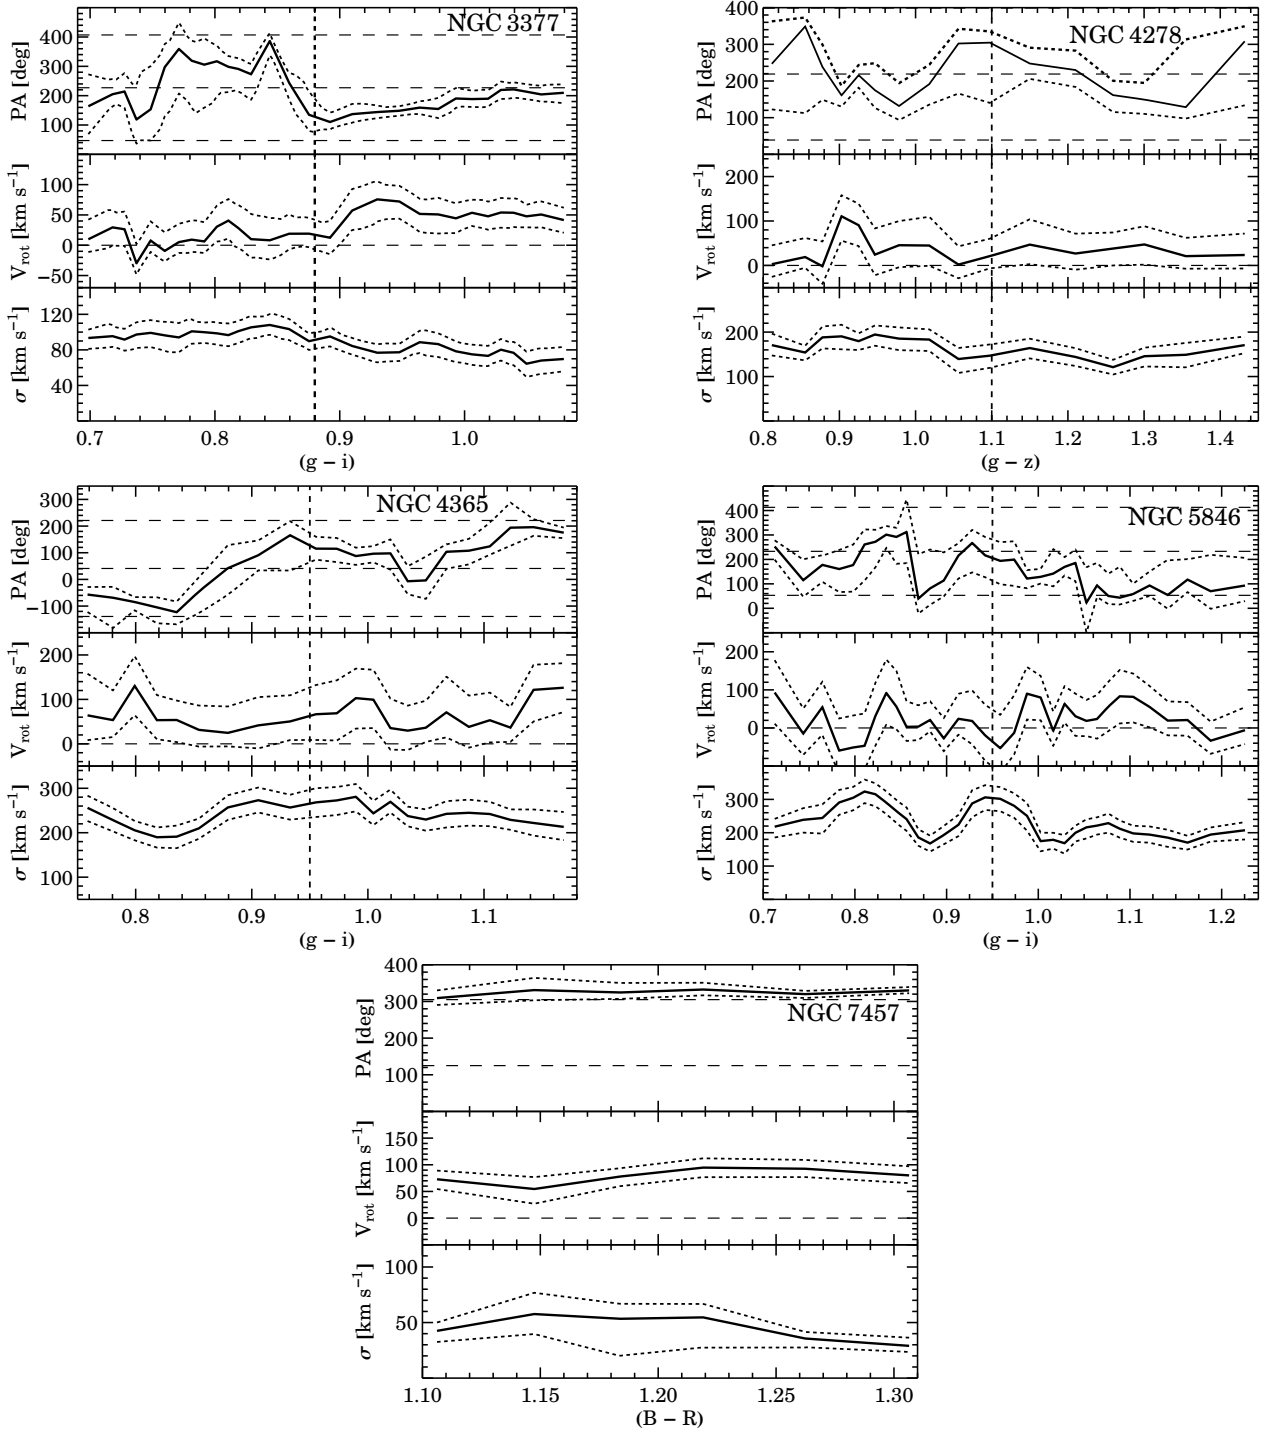 NGC 3377
PA [deg]
400
300
200
100
V_rot [km s⁻¹]
100
50
0
−50
σ [km s⁻¹]
120
80
40
0.7 0.8 0.9 1.0
(g − i)
NGC 4278
PA [deg]
400
300
200
100
V_rot [km s⁻¹]
200
100
0
σ [km s⁻¹]
200
100
0.8 0.9 1.0 1.1 1.2 1.3 1.4
(g − z)
NGC 4365
PA [deg]
300
200
100
0
−100
V_rot [km s⁻¹]
200
100
0
σ [km s⁻¹]
300
200
100
0.8 0.9 1.0 1.1
(g − i)
NGC 5846
PA [deg]
400
300
200
100
0
V_rot [km s⁻¹]
200
100
0
σ [km s⁻¹]
300
200
100
0.7 0.8 0.9 1.0 1.1 1.2
(g − i)
NGC 7457
PA [deg]
400
300
200
100
V_rot [km s⁻¹]
150
100
50
0
σ [km s⁻¹]
100
50
1.10 1.15 1.20 1.25 1.30
(B − R)